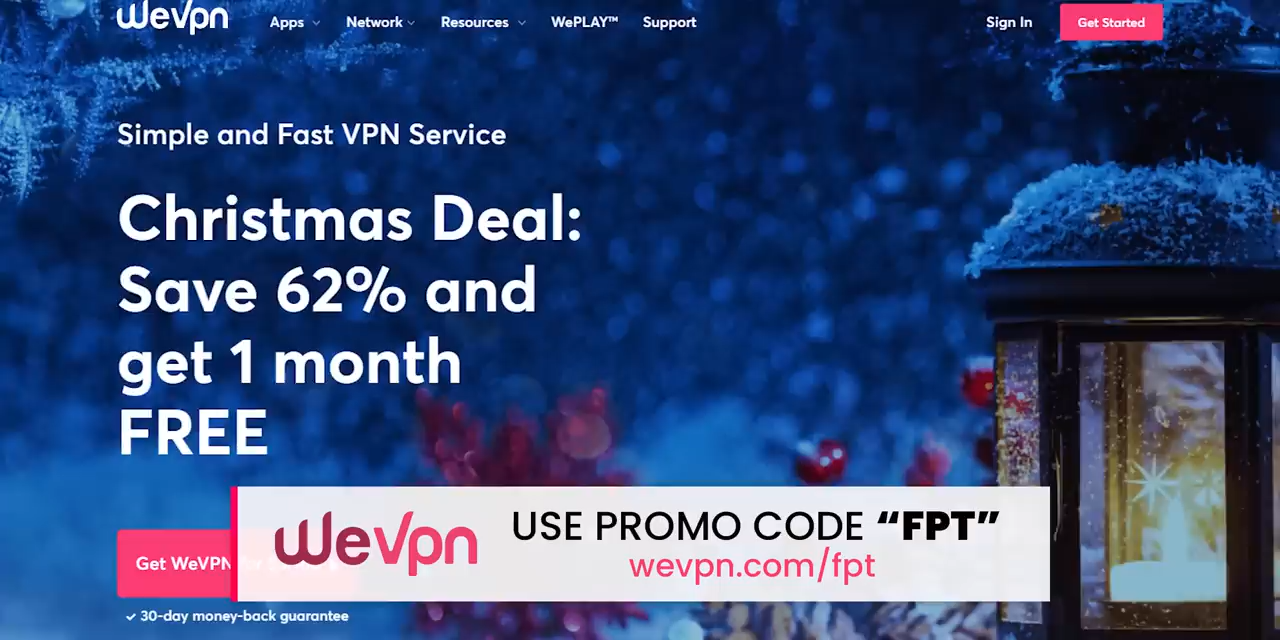 WeVpn
Apps Network Resources WePLAY™ Support Sign In Get Started
Simple and Fast VPN Service
Christmas Deal:
Save 62% and
get 1 month
FREE
WeVpn
USE PROMO CODE “FPT”
wevpn.com/fpt
Get WeVPN
30-day money-back guarantee